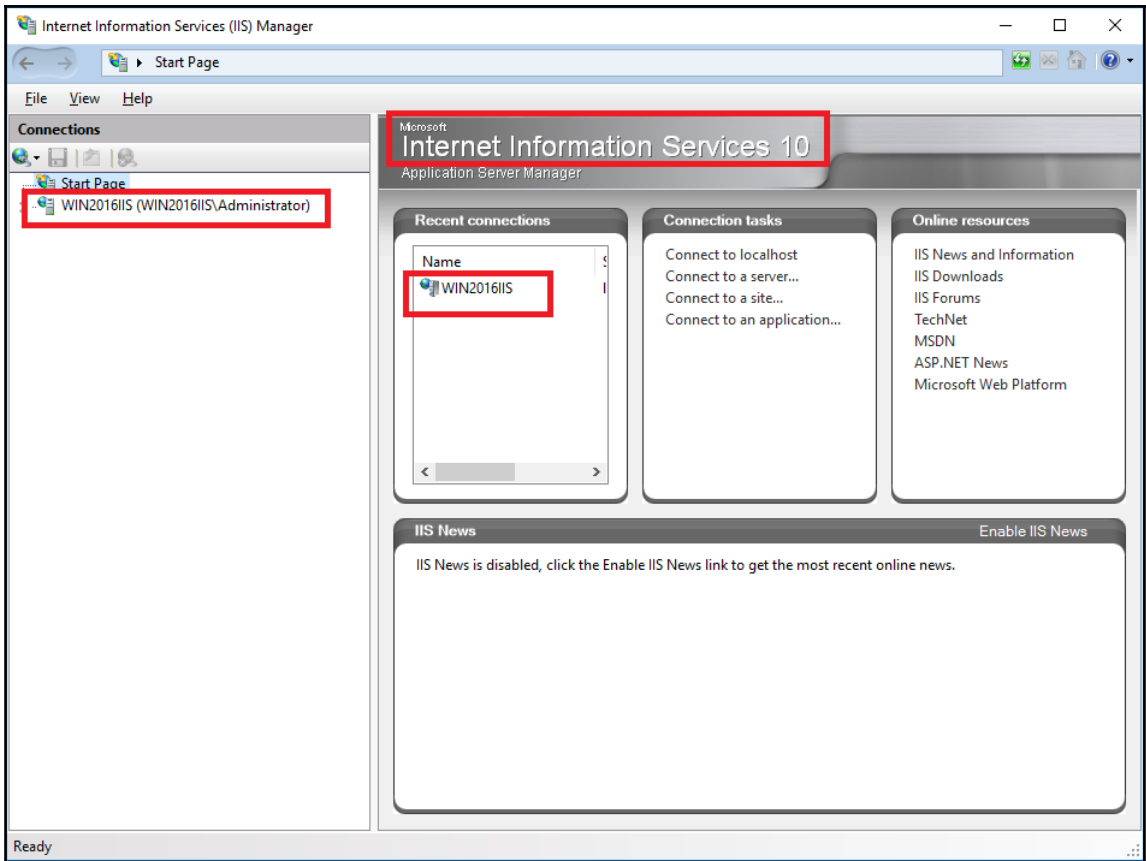 Internet Information Services (IIS) Manager
Start Page
File View Help
Connections
Start Page
WIN2016IIS (WIN2016IIS\Administrator)
Microsoft
Internet Information Services 10
Application Server Manager
Recent connections
Name S
WIN2016IIS I
Connection tasks
Connect to localhost
Connect to a server...
Connect to a site...
Connect to an application...
Online resources
IIS News and Information
IIS Downloads
IIS Forums
TechNet
MSDN
ASP.NET News
Microsoft Web Platform
IIS News Enable IIS News
IIS News is disabled, click the Enable IIS News link to get the most recent online news.
Ready